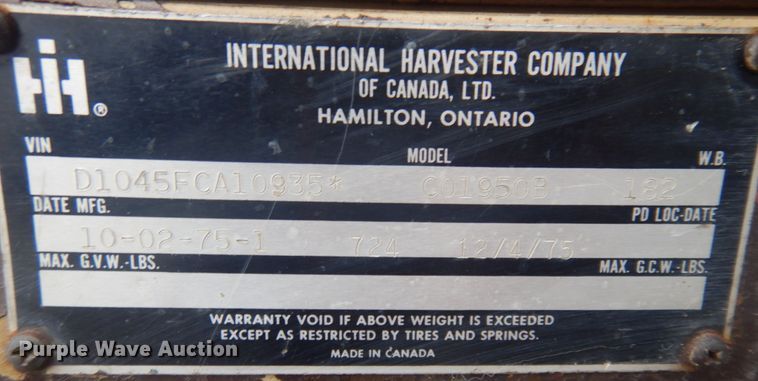 IH ®
INTERNATIONAL HARVESTER COMPANY
OF CANADA, LTD.
HAMILTON, ONTARIO
VIN MODEL W.B.
D1045FCA10935* CO1950B 182
DATE MFG. PD LOC-DATE
10-02-75-1 724 12/4/75
MAX. G.V.W.-LBS. MAX. G.C.W.-LBS.
WARRANTY VOID IF ABOVE WEIGHT IS EXCEEDED
EXCEPT AS RESTRICTED BY TIRES AND SPRINGS.
MADE IN CANADA
Purple Wave Auction